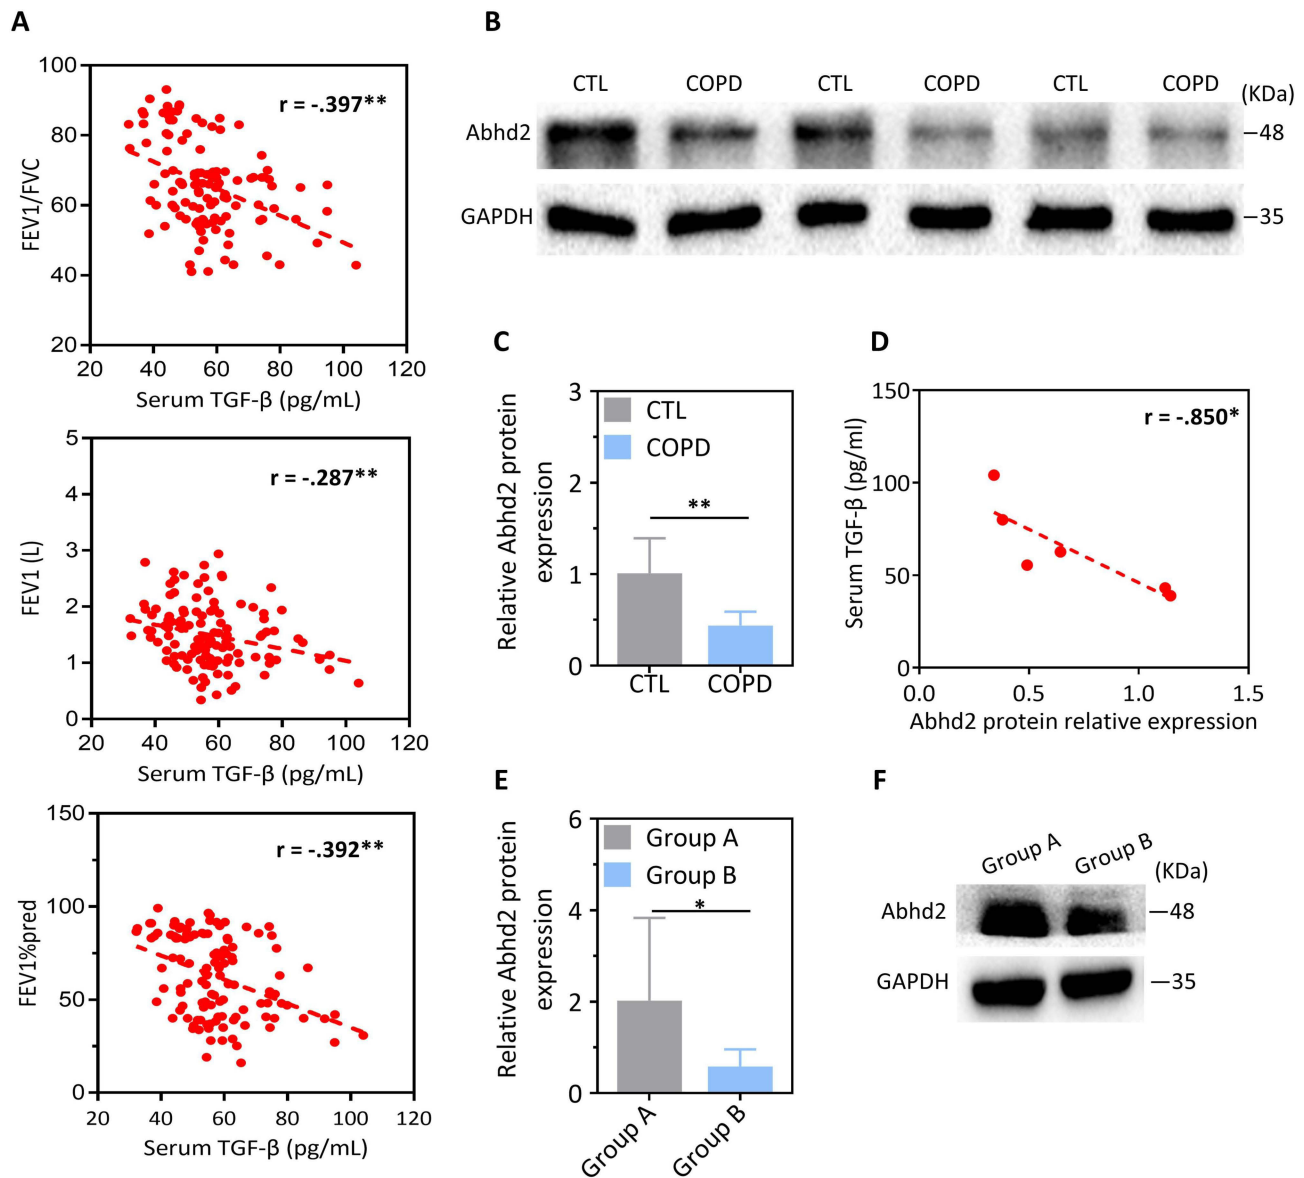 A
100
80
60
40
20
FEV1/FVC
r = -.397**
20 40 60 80 100 120
Serum TGF-β (pg/mL)
5
4
3
2
1
0
FEV1 (L)
r = -.287**
20 40 60 80 100 120
Serum TGF-β (pg/mL)
150
100
50
0
FEV1%pred
r = -.392**
20 40 60 80 100 120
Serum TGF-β (pg/mL)
B
CTL COPD CTL COPD CTL COPD (KDa)
Abhd2 –48
GAPDH –35
C
Relative Abhd2 protein
expression
3
2
1
0
CTL
COPD
**
CTL COPD
D
Serum TGF-β (pg/ml)
150
100
50
0
r = -.850*
0.0 0.5 1.0 1.5
Abhd2 protein relative expression
E
Relative Abhd2 protein
expression
6
4
2
0
Group A
Group B
*
Group A Group B
F
Group A Group B (KDa)
Abhd2 –48
GAPDH –35